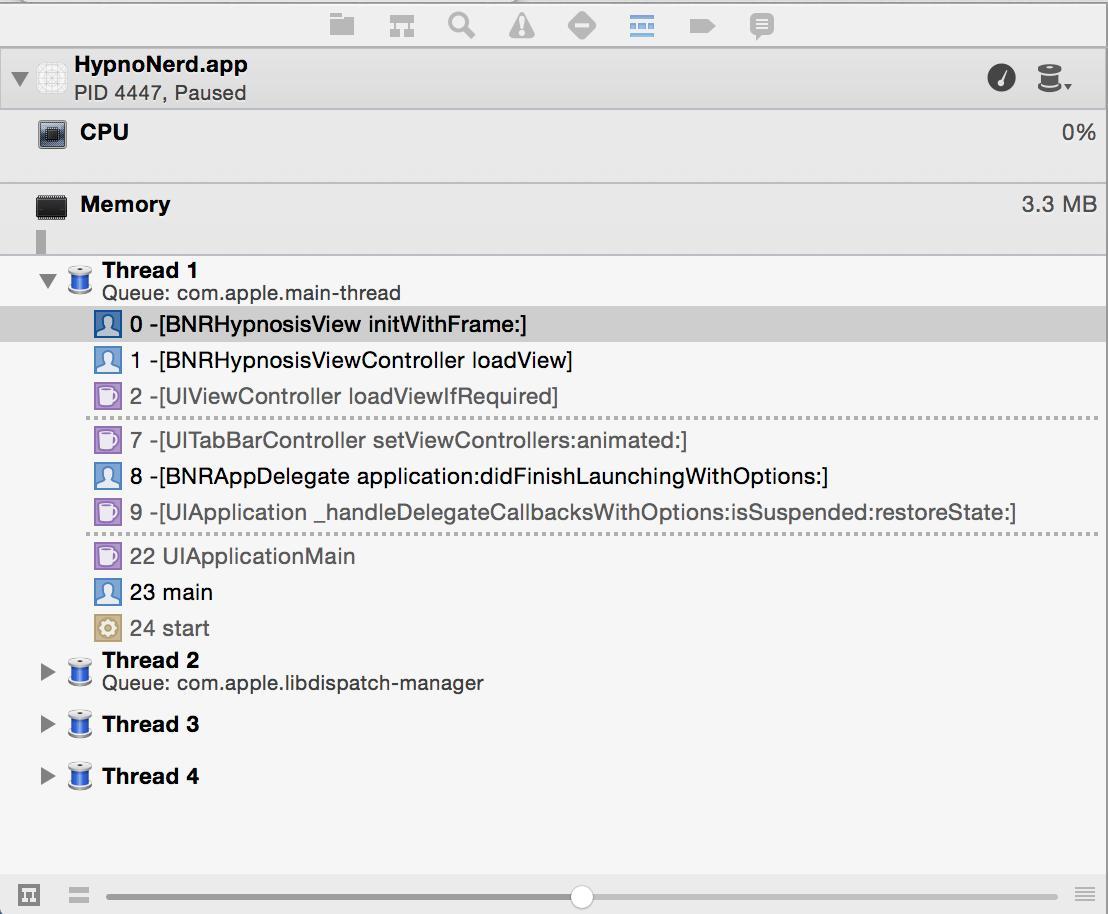 HypnoNerd.app
PID 4447, Paused
CPU 0%
Memory 3.3 MB
Thread 1
Queue: com.apple.main-thread
0 -[BNRHypnosisView initWithFrame:]
1 -[BNRHypnosisViewController loadView]
2 -[UIViewController loadViewIfRequired]
7 -[UITabBarController setViewControllers:animated:]
8 -[BNRAppDelegate application:didFinishLaunchingWithOptions:]
9 -[UIApplication _handleDelegateCallbacksWithOptions:isSuspended:restoreState:]
22 UIApplicationMain
23 main
24 start
Thread 2
Queue: com.apple.libdispatch-manager
Thread 3
Thread 4